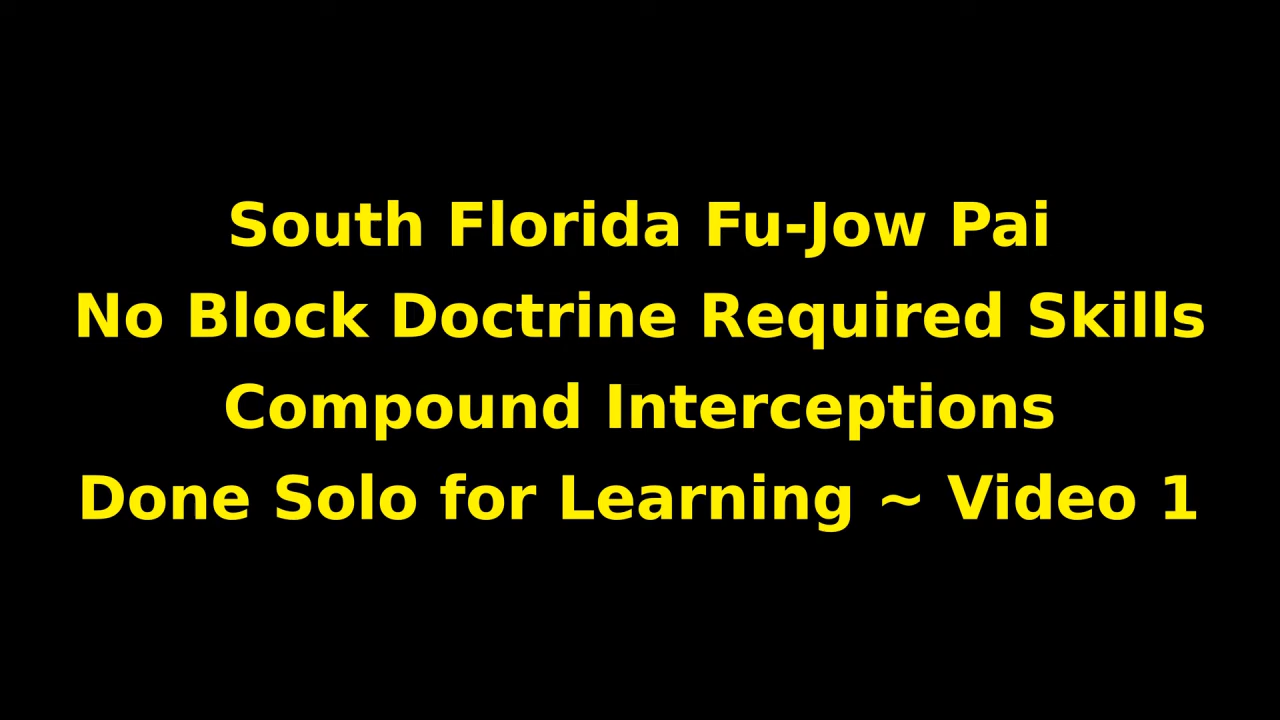 South Florida Fu-Jow Pai
No Block Doctrine Required Skills
Compound Interceptions
Done Solo for Learning ~ Video 1